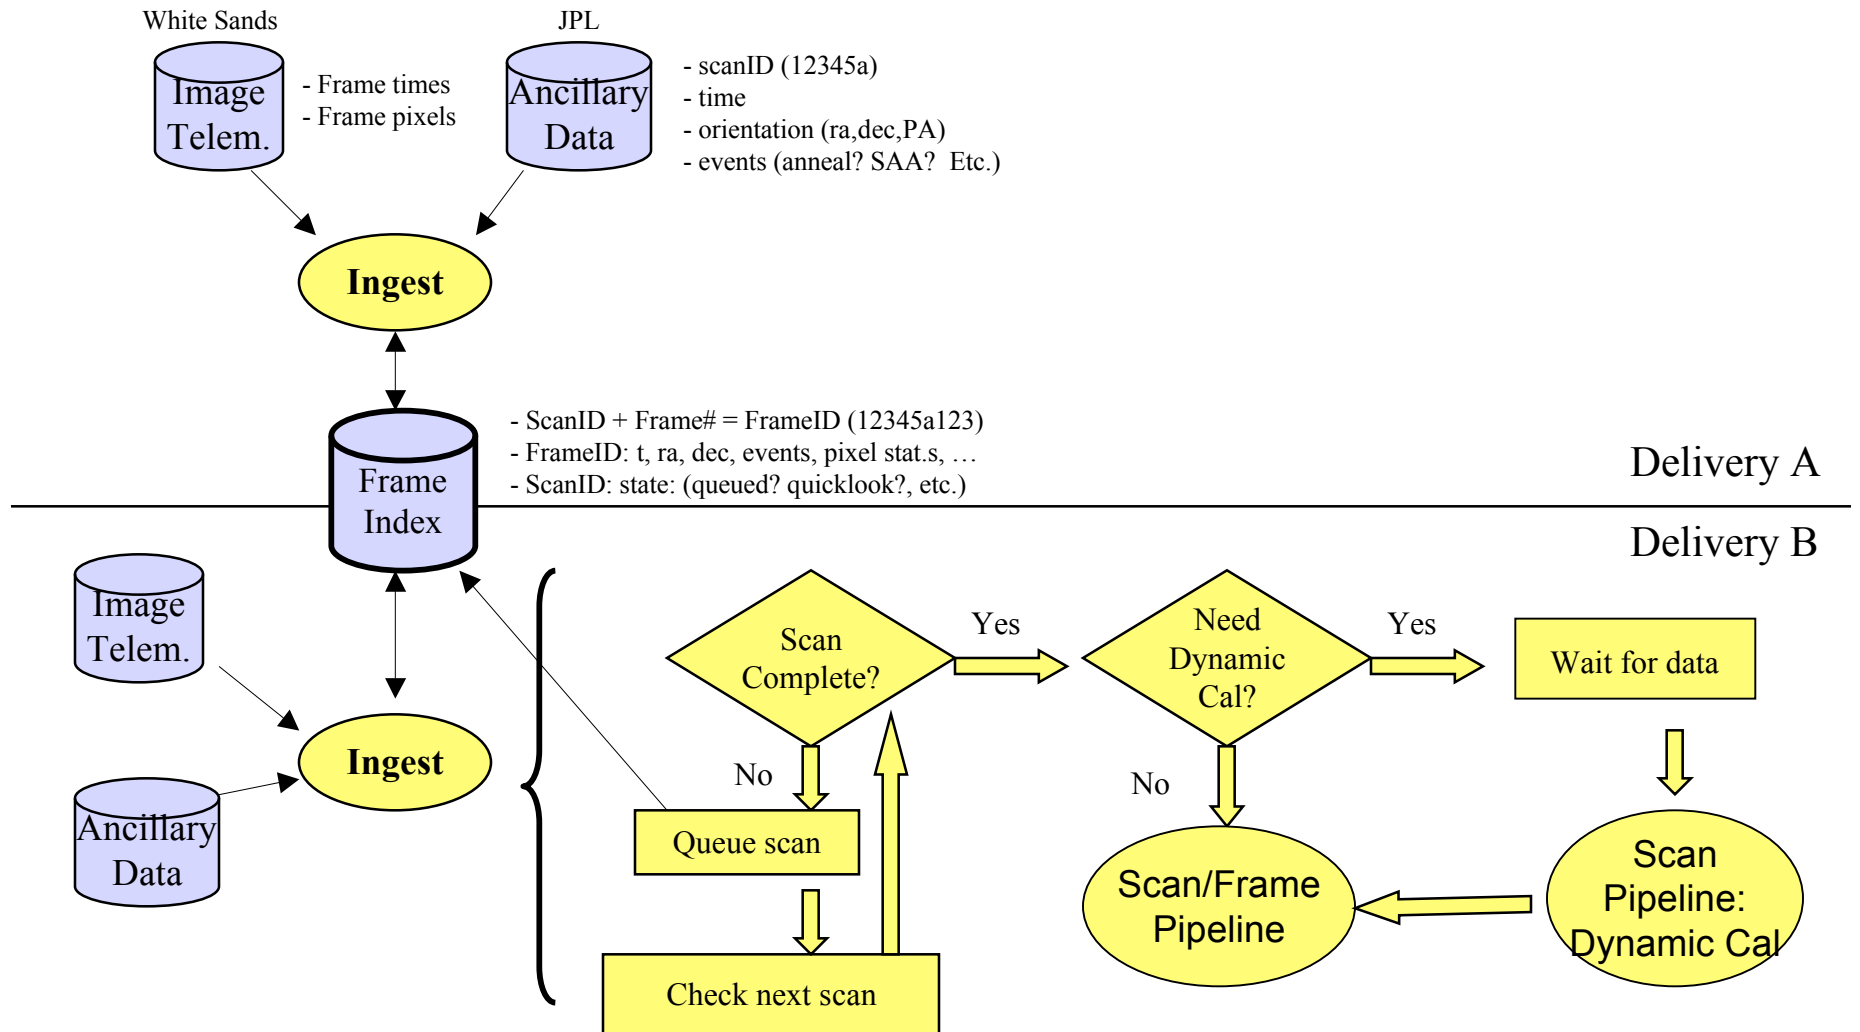 White Sands
JPL
Image
Telem.
- Frame times
- Frame pixels
Ancillary
Data
- scanID (12345a)
- time
- orientation (ra,dec,PA)
- events (anneal? SAA?  Etc.)
Ingest
Frame
Index
- ScanID + Frame# = FrameID (12345a123)
- FrameID: t, ra, dec, events, pixel stat.s, …
- ScanID: state: (queued? quicklook?, etc.)
Delivery A
Delivery B
Image
Telem.
Ingest
Ancillary
Data
Scan
Complete?
Yes
No
Queue scan
Check next scan
Need
Dynamic
Cal?
Yes
No
Wait for data
Scan/Frame
Pipeline
Scan
Pipeline:
Dynamic Cal